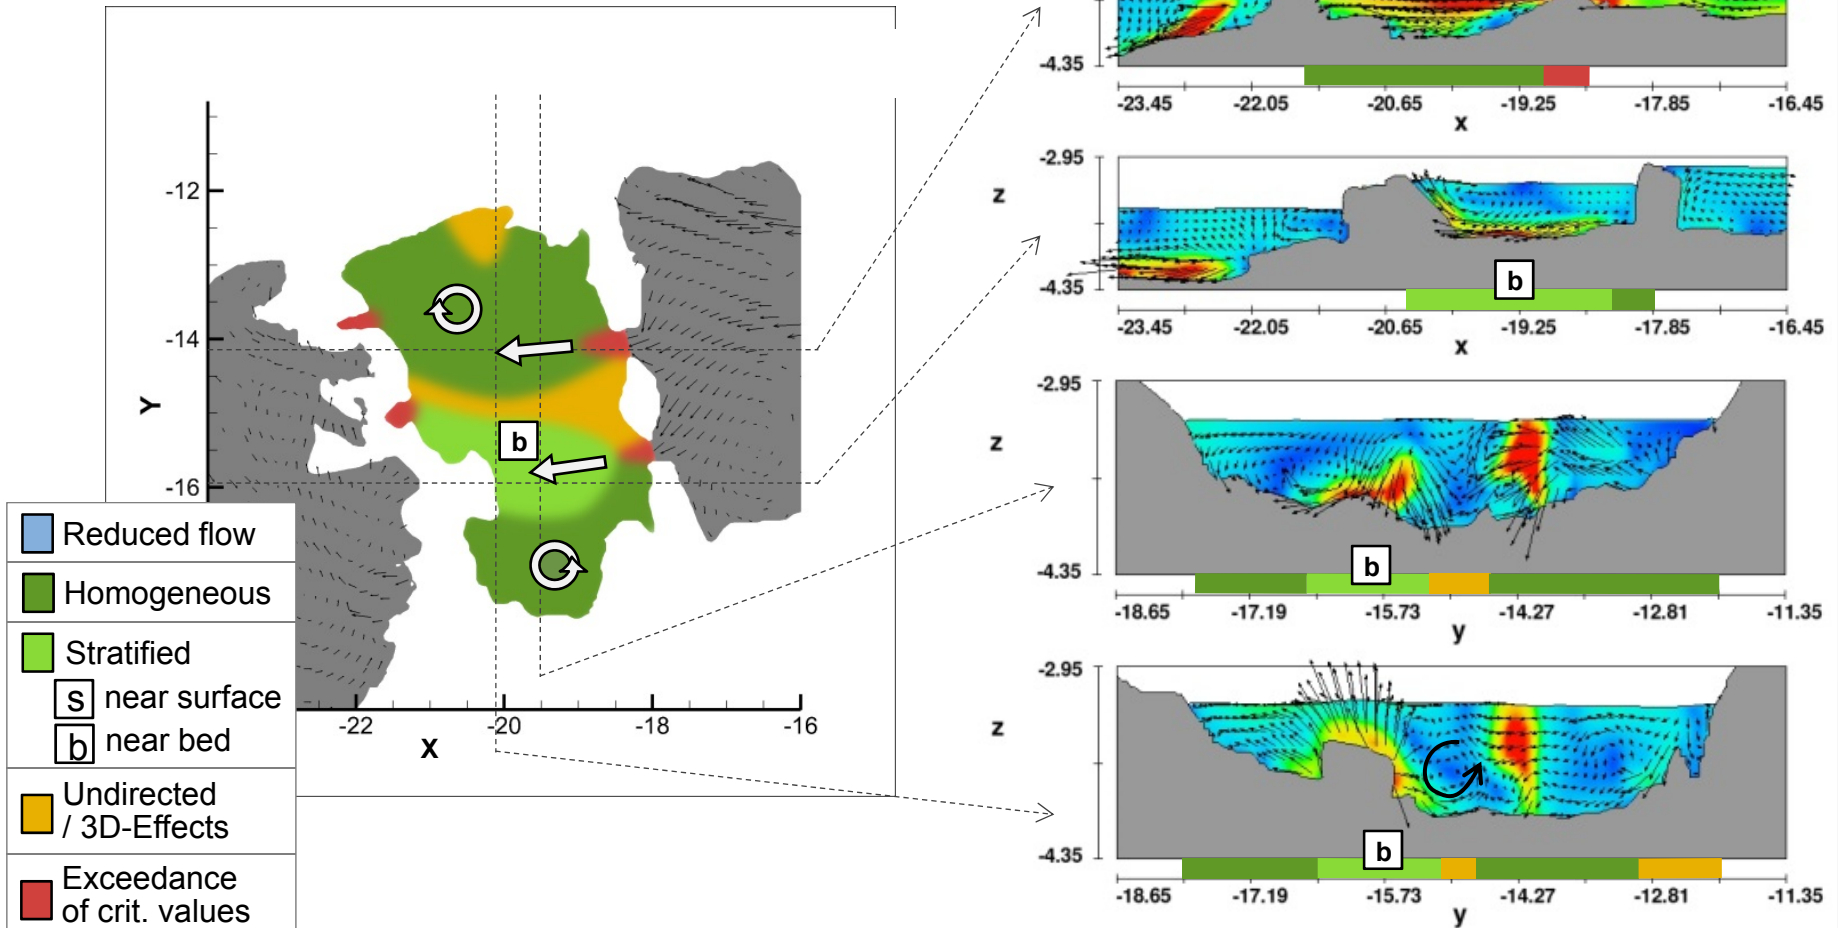 -12
-14
-16
Y
b
-22
-20
-18
-16
X
Reduced flow
Homogeneous
Stratified
s near surface
b near bed
Undirected
/ 3D-Effects
Exceedance
of crit. values
-4.35
-23.45 -22.05 -20.65 -19.25 -17.85 -16.45
x
-2.95
z
b
-4.35
-23.45 -22.05 -20.65 -19.25 -17.85 -16.45
x
-2.95
z
b
-4.35
-18.65 -17.19 -15.73 -14.27 -12.81 -11.35
y
-2.95
z
b
-4.35
-18.65 -17.19 -15.73 -14.27 -12.81 -11.35
y